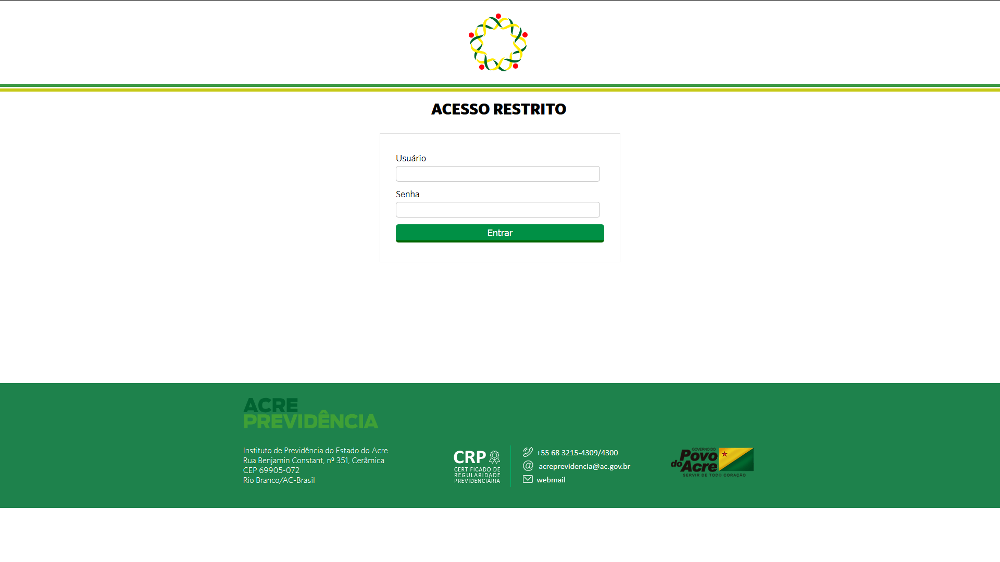 ACESSO RESTRITO
Usuário
Senha
Entrar
ACRE
PREVIDÊNCIA
Instituto de Previdência do Estado do Acre
Rua Benjamin Constant, nº 351, Cerâmica
CEP 69905-072
Rio Branco/AC-Brasil
CRP
CERTIFICADO DE
REGULARIDADE
PREVIDENCIÁRIA
+55 68 3215-4309/4300
acreprevidencia@ac.gov.br
webmail
GOVERNO DO
Povo
do Acre
SERVIR DE TODO CORAÇÃO